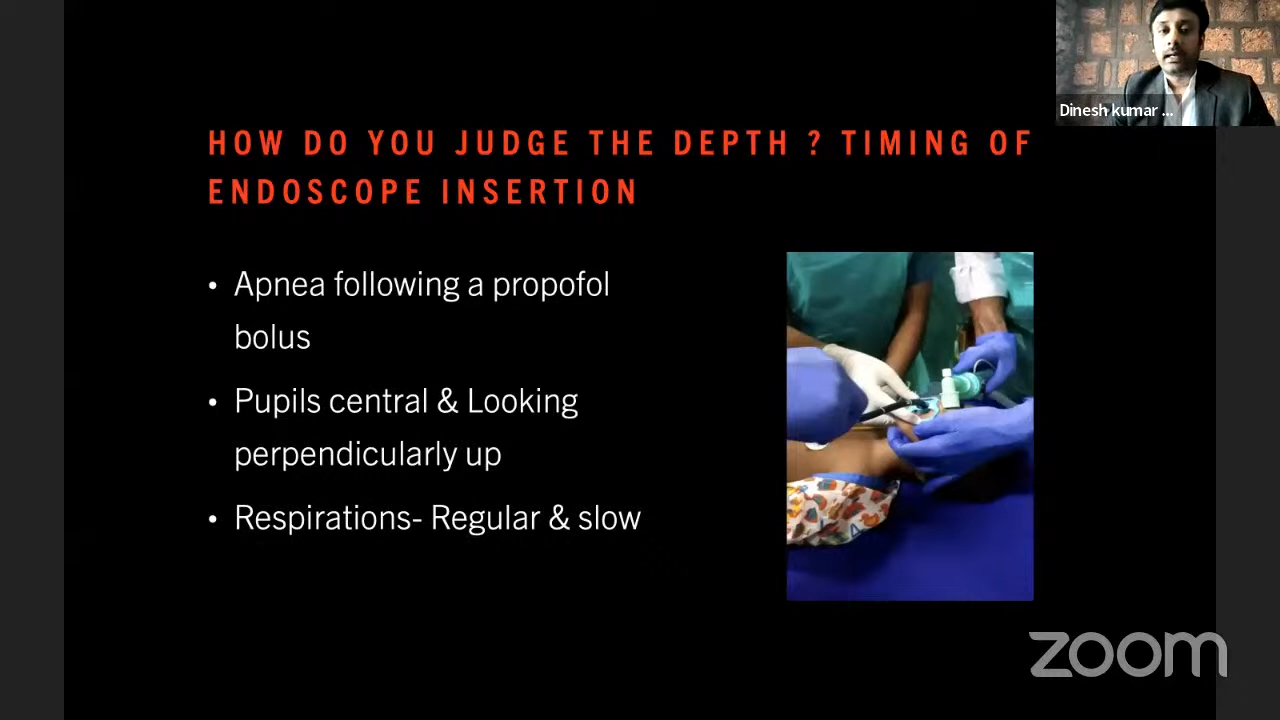 Dinesh kumar ...
HOW DO YOU JUDGE THE DEPTH ? TIMING OF
ENDOSCOPE INSERTION
• Apnea following a propofol
bolus
• Pupils central & Looking
perpendicularly up
• Respirations- Regular & slow
zoom